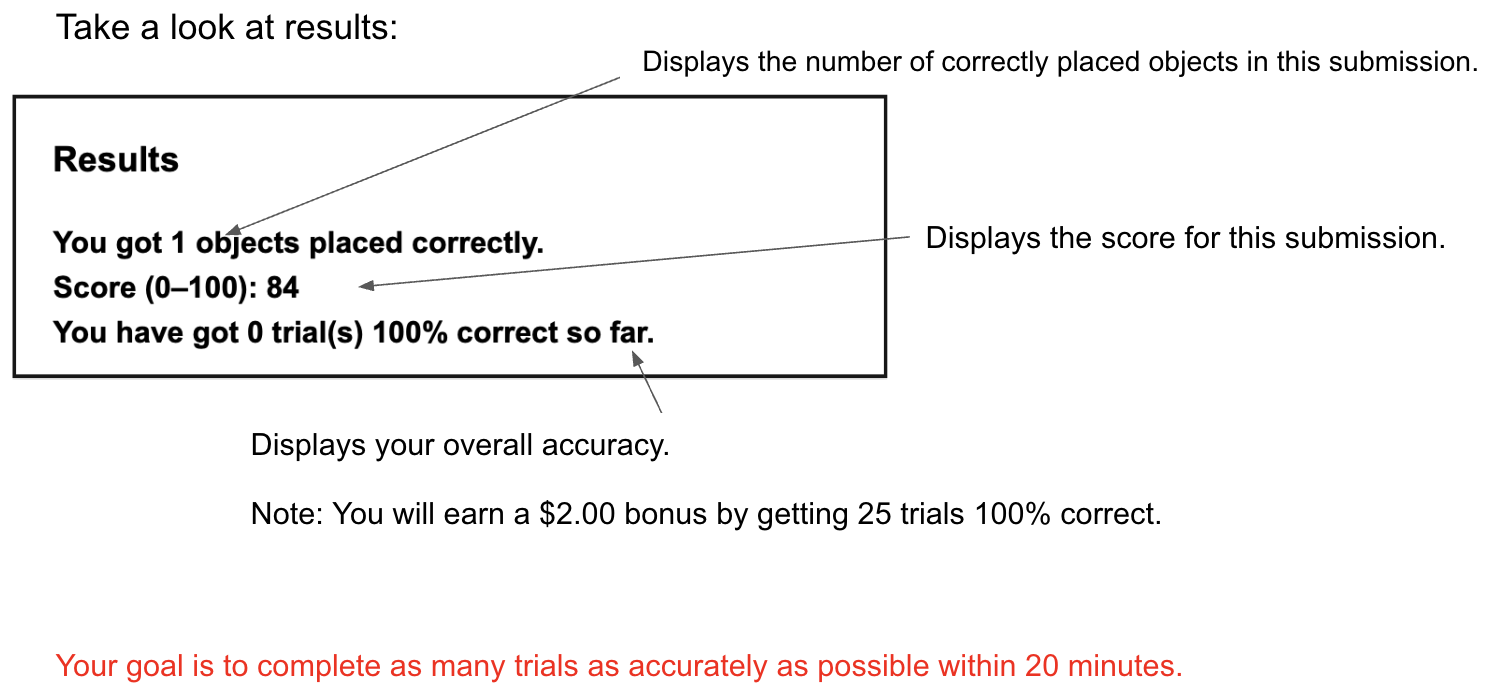 Take a look at results:
Displays the number of correctly placed objects in this submission.
Results
You got 1 objects placed correctly.
Displays the score for this submission.
Score (0–100): 84
You have got 0 trial(s) 100% correct so far.
Displays your overall accuracy.
Note: You will earn a $2.00 bonus by getting 25 trials 100% correct.
Your goal is to complete as many trials as accurately as possible within 20 minutes.